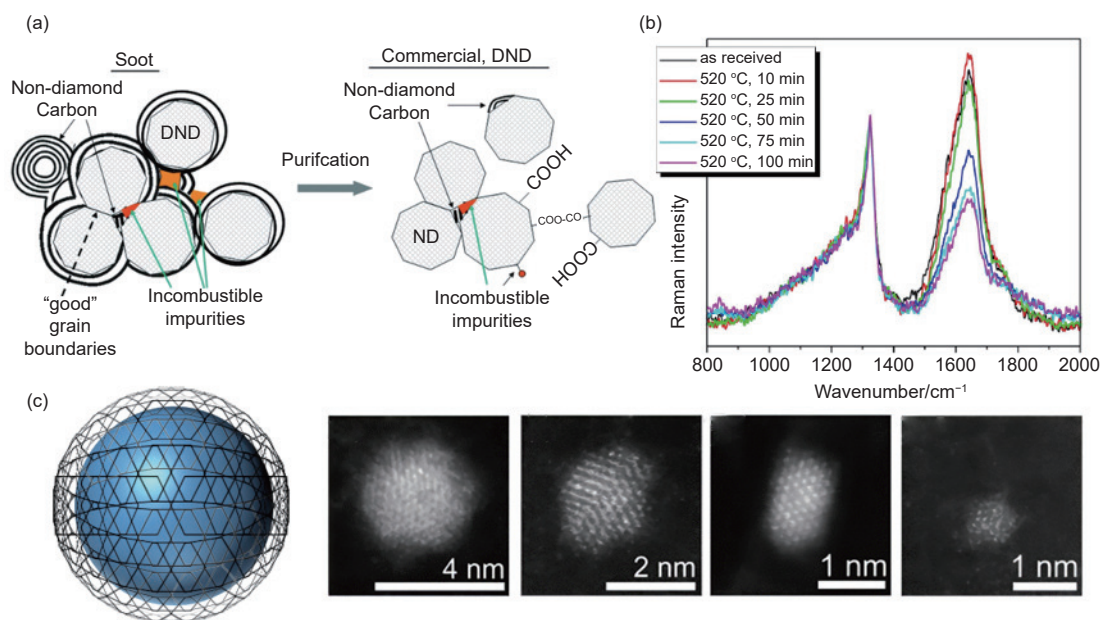 (a)
Soot
Non-diamond
Carbon
DND
"good"
grain
boundaries
Incombustible
impurities
Purifcation
Commercial, DND
Non-diamond
Carbon
COOH
COO-CO
HOOC
ND
Incombustible
impurities
(b)
as received
520 °C, 10 min
520 °C, 25 min
520 °C, 50 min
520 °C, 75 min
520 °C, 100 min
Raman intensity
800 1000 1200 1400 1600 1800 2000
Wavenumber/cm⁻¹
(c)
4 nm
2 nm
1 nm
1 nm